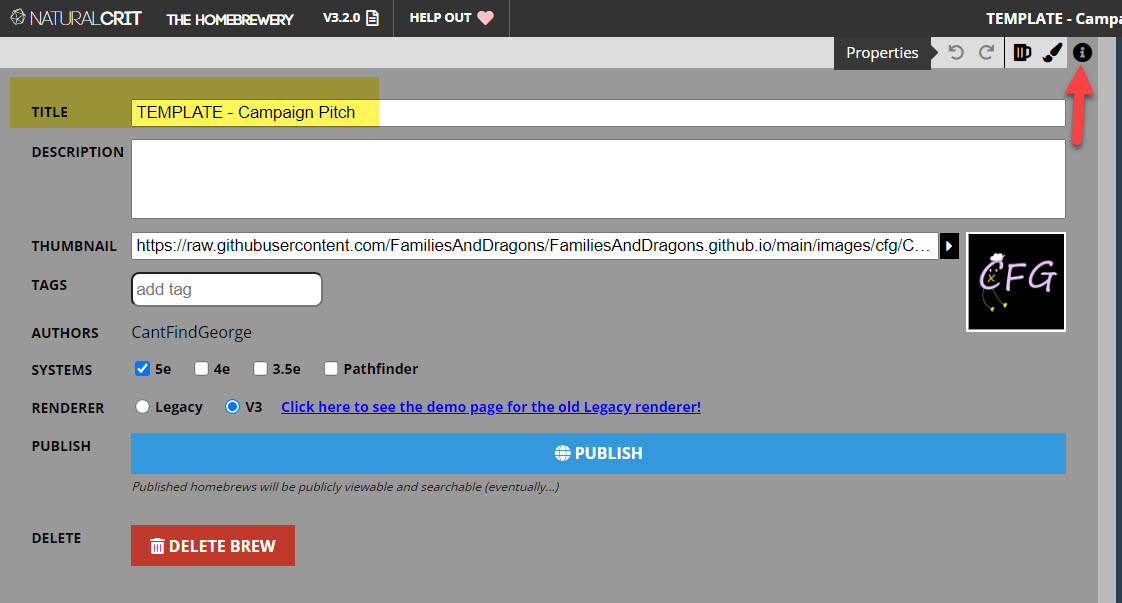 NATURALCRIT THE HOMEBREWERY V3.2.0 HELP OUT TEMPLATE - Campa
Properties
TITLE TEMPLATE - Campaign Pitch
DESCRIPTION
THUMBNAIL https://raw.githubusercontent.com/FamiliesAndDragons/FamiliesAndDragons.github.io/main/images/cfg/C...
CFG
TAGS add tag
AUTHORS CantFindGeorge
SYSTEMS 5e 4e 3.5e Pathfinder
RENDERER Legacy V3 Click here to see the demo page for the old Legacy renderer!
PUBLISH PUBLISH
Published homebrews will be publicly viewable and searchable (eventually...)
DELETE DELETE BREW